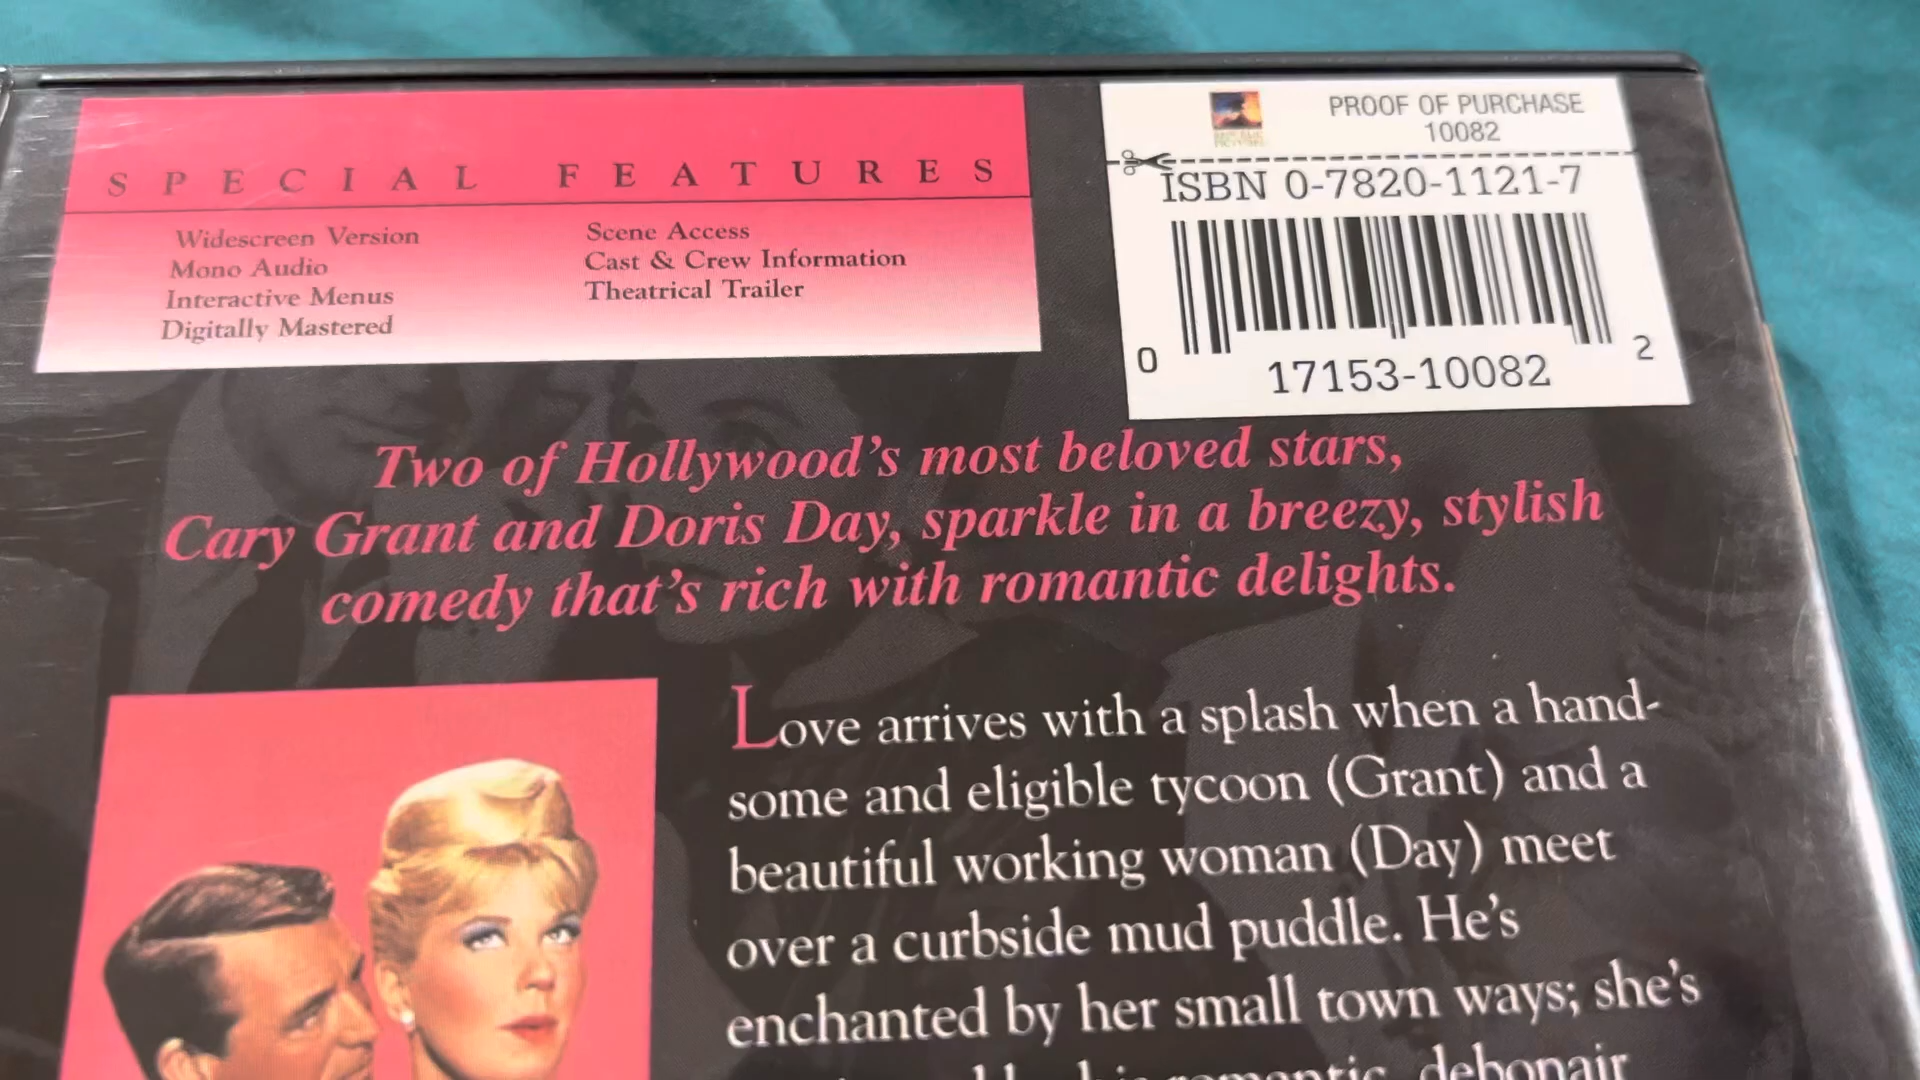 SPECIAL FEATURES
Widescreen Version
Mono Audio
Interactive Menus
Digitally Mastered
Scene Access
Cast & Crew Information
Theatrical Trailer
PROOF OF PURCHASE
10082
ISBN 0-7820-1121-7
0 17153-10082 2
Two of Hollywood's most beloved stars,
Cary Grant and Doris Day, sparkle in a breezy, stylish
comedy that's rich with romantic delights.
Love arrives with a splash when a hand-
some and eligible tycoon (Grant) and a
beautiful working woman (Day) meet
over a curbside mud puddle. He's
enchanted by her small town ways; she's
his romantic, debonair